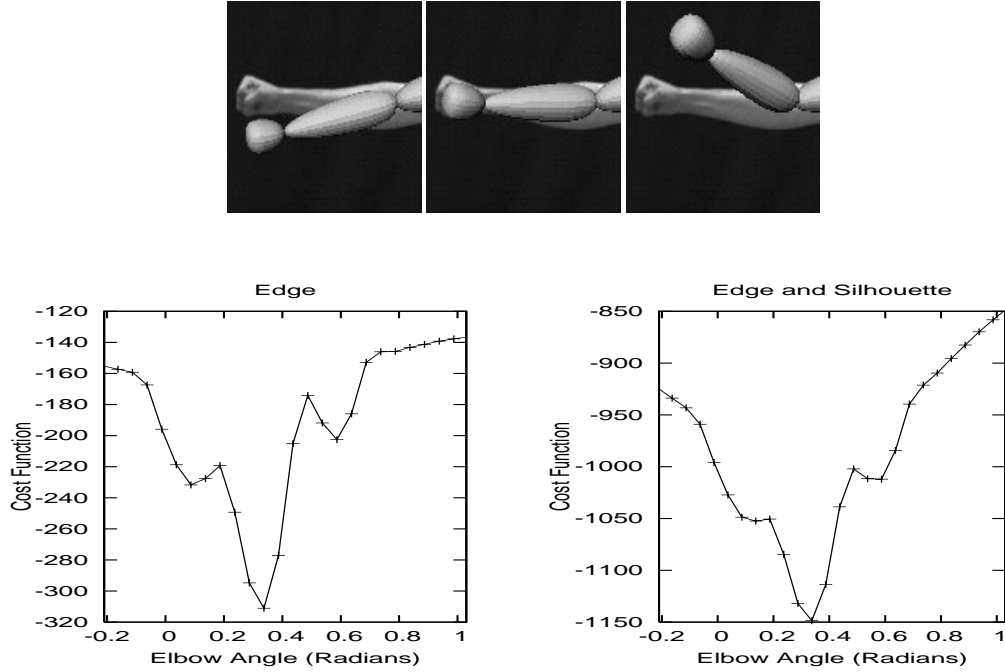 Edge
-120
-140
-160
-180
-200
-220
-240
-260
-280
-300
-320
Cost Function
-0.2 0 0.2 0.4 0.6 0.8 1
Elbow Angle (Radians)
Edge and Silhouette
-850
-900
-950
-1000
-1050
-1100
-1150
Cost Function
-0.2 0 0.2 0.4 0.6 0.8 1
Elbow Angle (Radians)